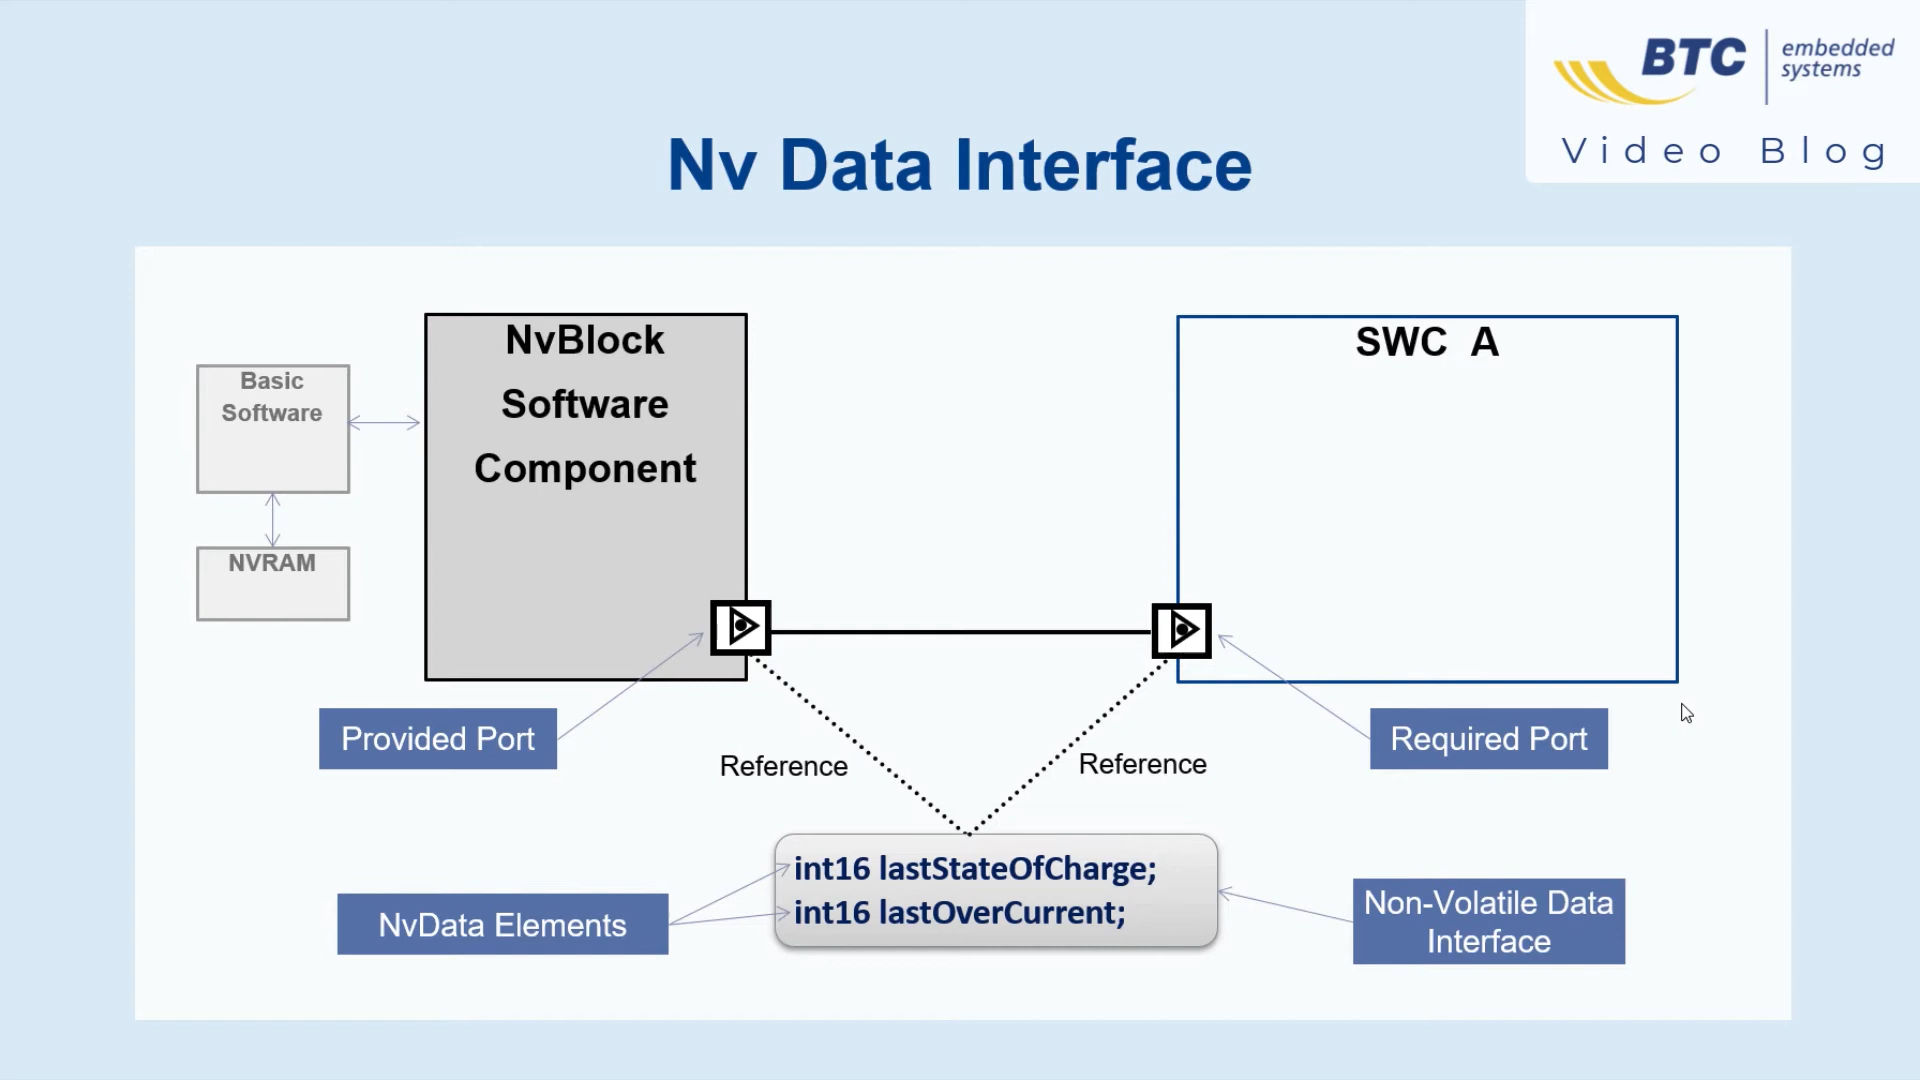 BTC
embedded
systems
Video Blog
Nv Data Interface
NvBlock
Software
Component
SWC A
Basic
Software
NVRAM
Provided Port
Required Port
Reference
Reference
int16 lastStateOfCharge;
int16 lastOverCurrent;
NvData Elements
Non-Volatile Data
Interface